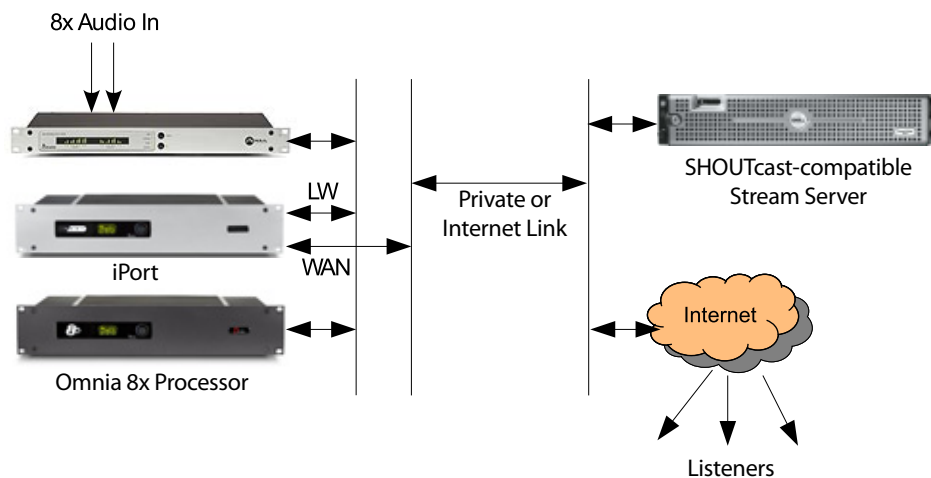 8x Audio In
LW
WAN
iPort
Omnia 8x Processor
Private or
Internet Link
SHOUTcast-compatible
Stream Server
Internet
Listeners